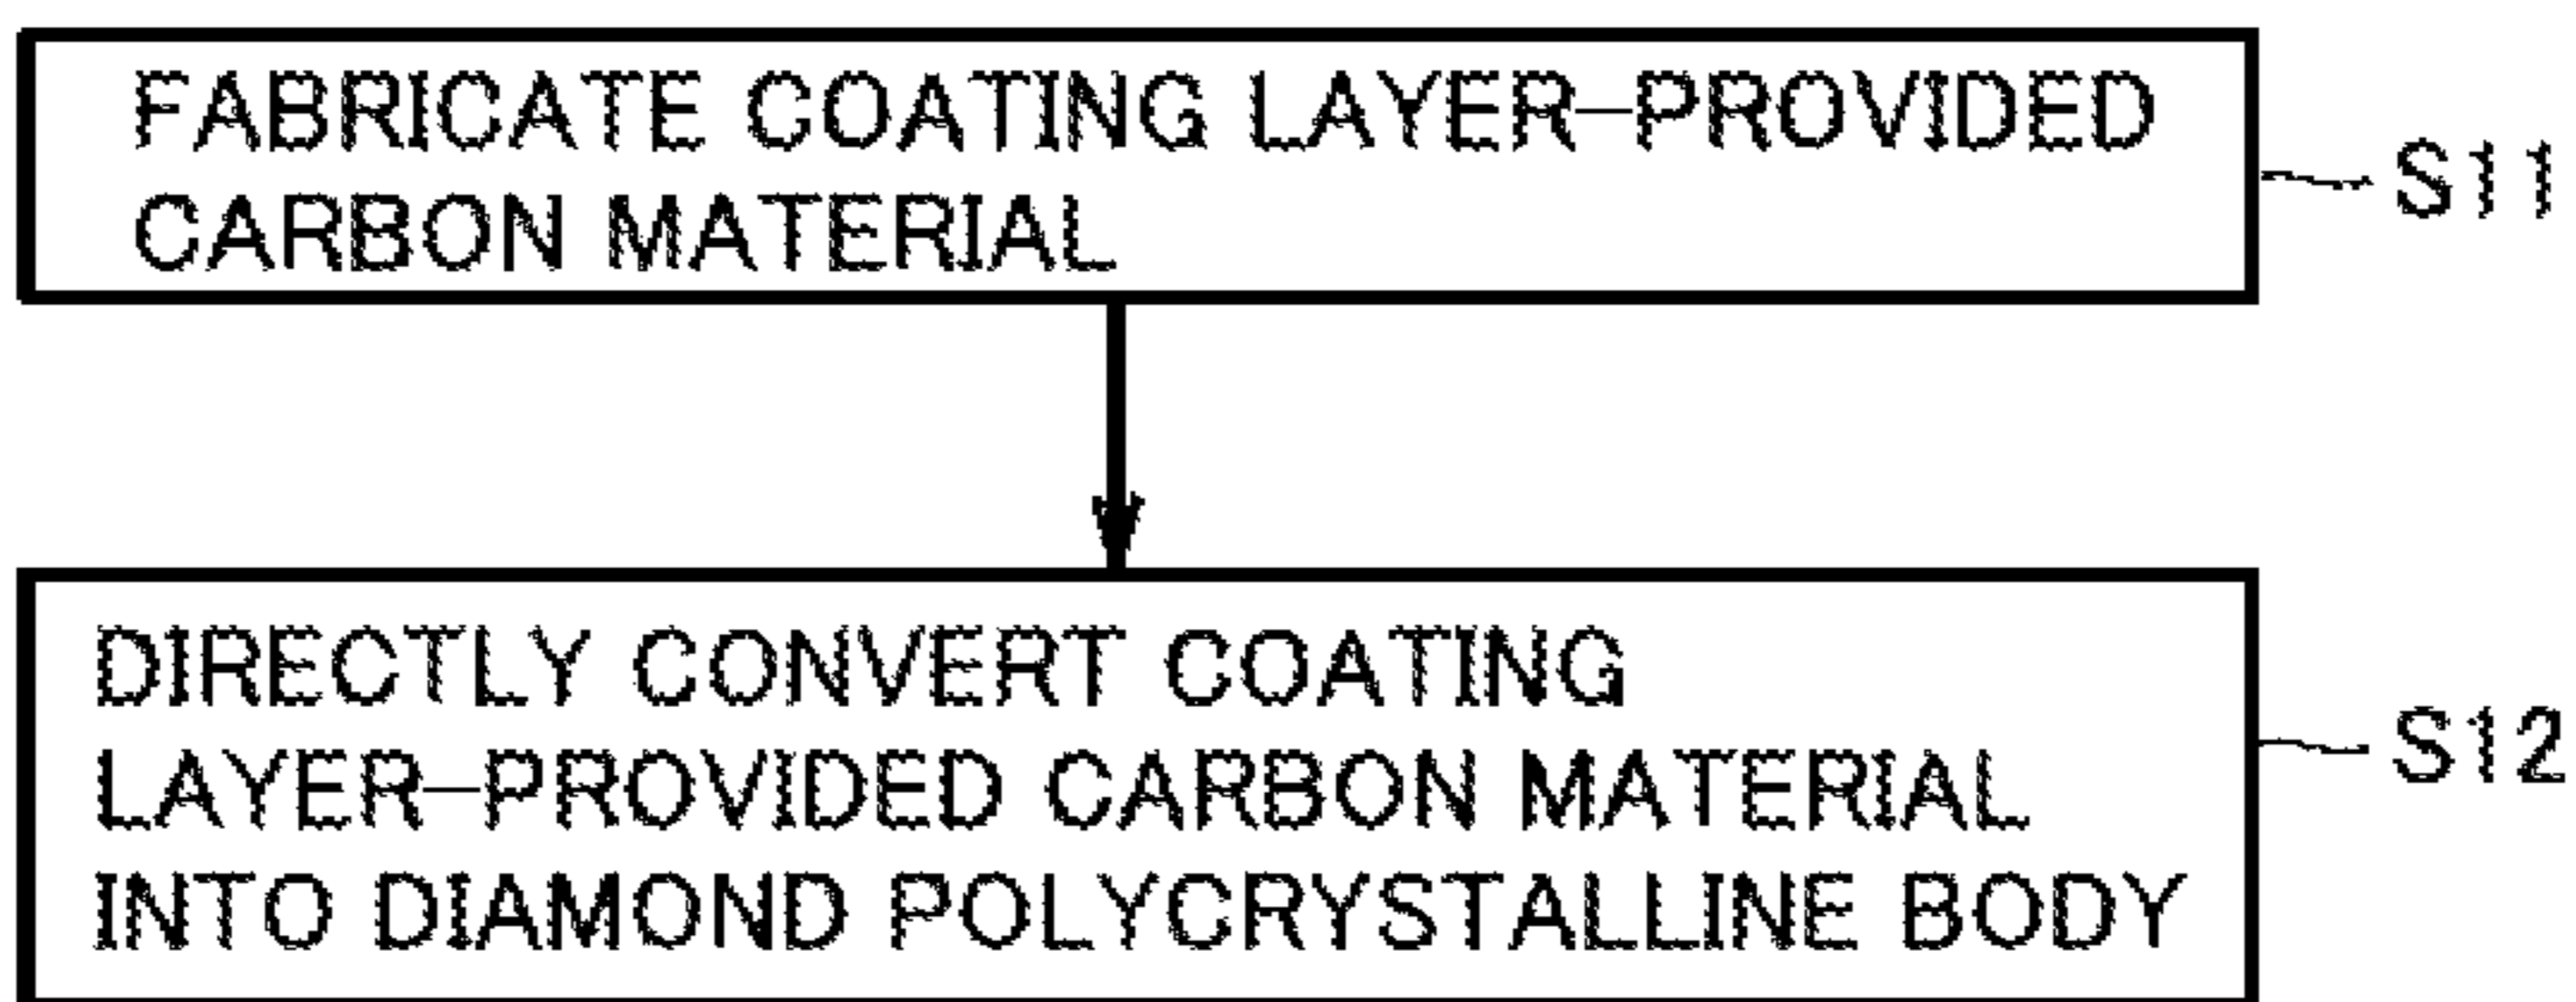 FABRICATE COATING LAYER-PROVIDED
CARBON MATERIAL
S11
DIRECTLY CONVERT COATING
LAYER-PROVIDED CARBON MATERIAL
INTO DIAMOND POLYCRYSTALLINE BODY
S12